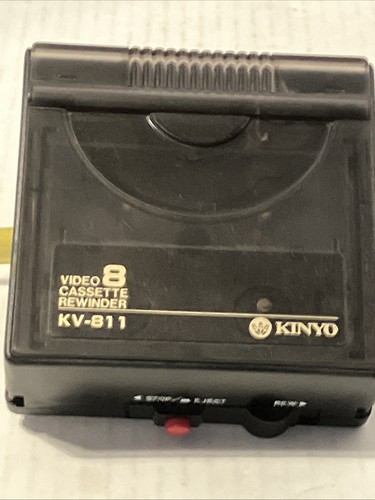 VIDEO 8
CASSETTE
REWINDER
KV-811
KINYO
◄ STOP/⏏ EJECT
REW ►